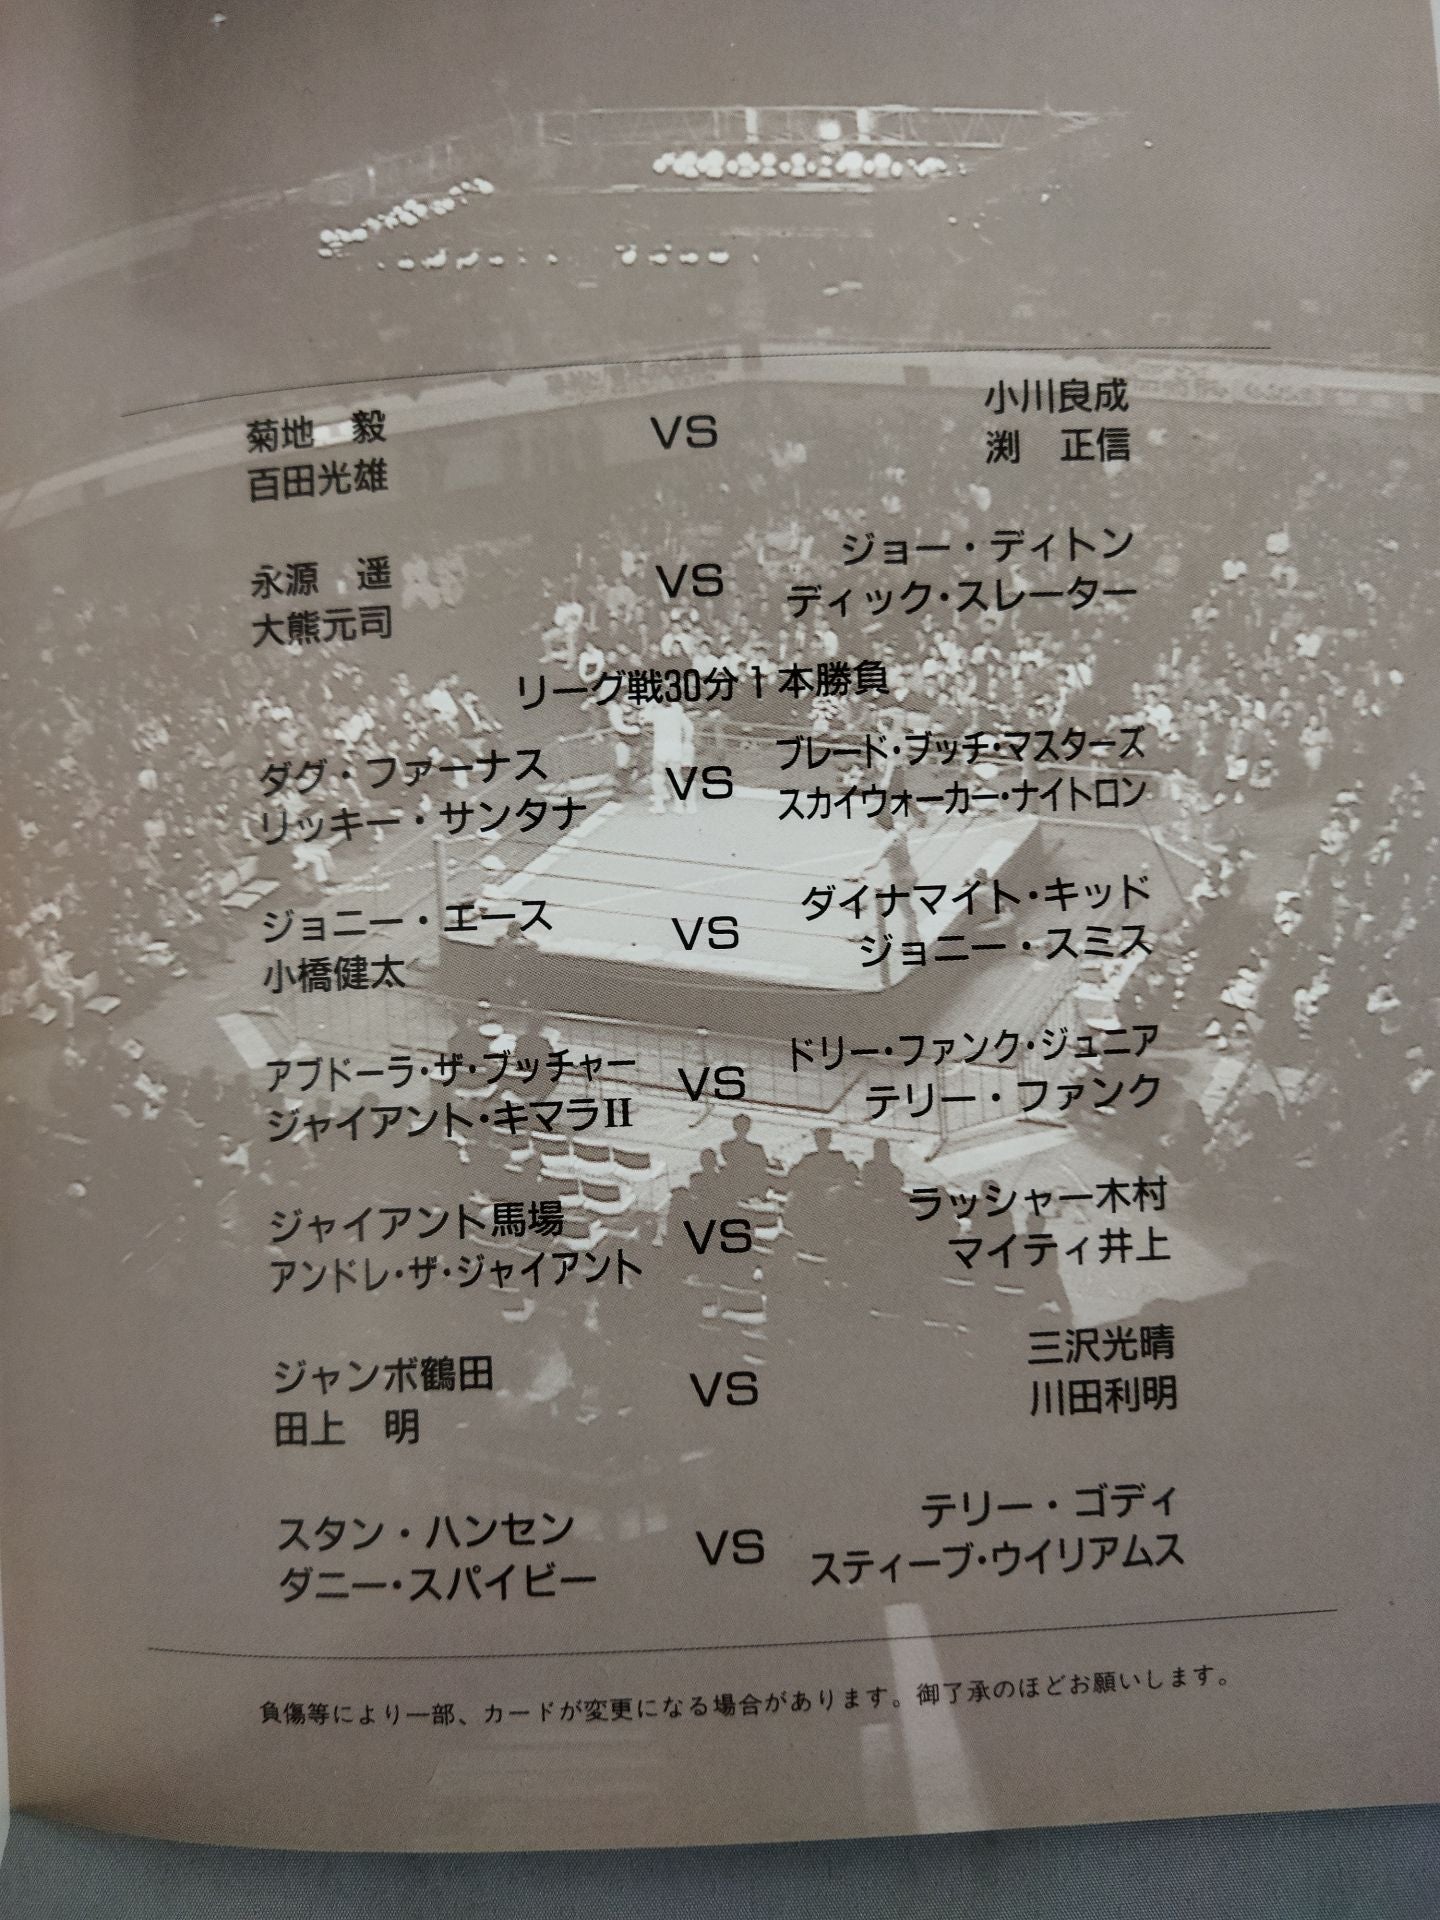 菊地　毅
百田光雄
VS
小川良成
渕　正信
永源　遥
大熊元司
VS
ジョー・ディトン
ディック・スレーター
リーグ戦30分1本勝負
ダグ・ファーナス
リッキー・サンタナ
VS
ブレード・ブッチ・マスターズ
スカイウォーカー・ナイトロン
ジョニー・エース
小橋健太
VS
ダイナマイト・キッド
ジョニー・スミス
アブドーラ・ザ・ブッチャー
ジャイアント・キマラII
VS
ドリー・ファンク・ジュニア
テリー・ファンク
ジャイアント馬場
アンドレ・ザ・ジャイアント
VS
ラッシャー木村
マイティ井上
ジャンボ鶴田
田上　明
VS
三沢光晴
川田利明
スタン・ハンセン
ダニー・スパイビー
VS
テリー・ゴディ
スティーブ・ウイリアムス
負傷等により一部、カードが変更になる場合があります。御了承のほどお願いします。